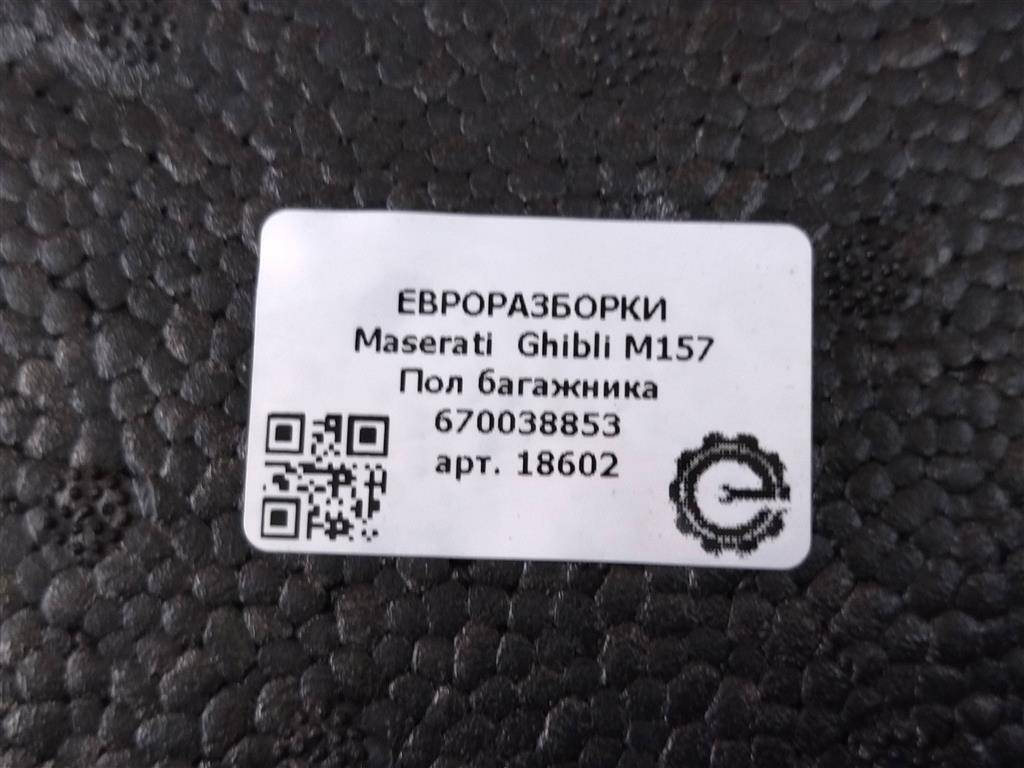 ЕВРОРАЗБОРКИ
Maserati Ghibli M157
Пол багажника
670038853
арт. 18602